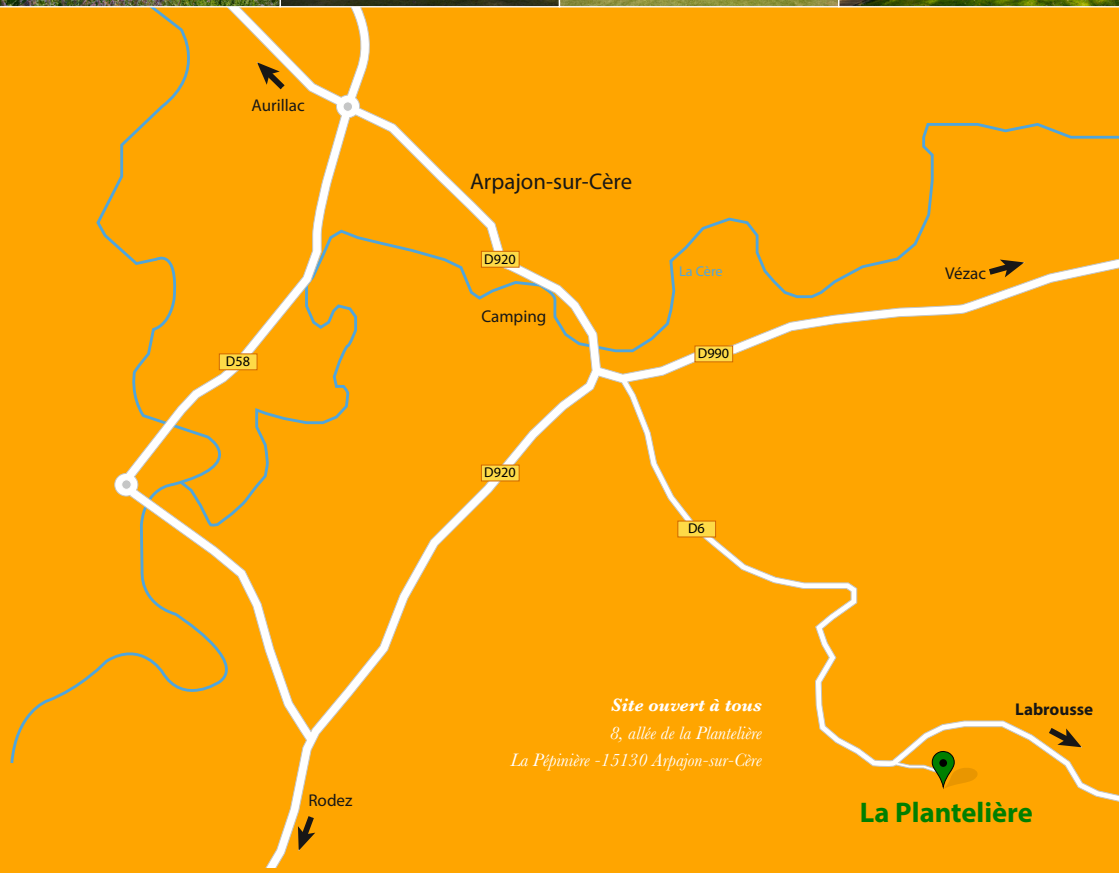 Aurillac
Arpajon-sur-Cère
D920
La Cère
Vézac
Camping
D990
D58
D920
D6
Site ouvert à tous
8, allée de la Plantelière
La Pépinière -15130 Arpajon-sur-Cère
Labrousse
Rodez
La Plantelière